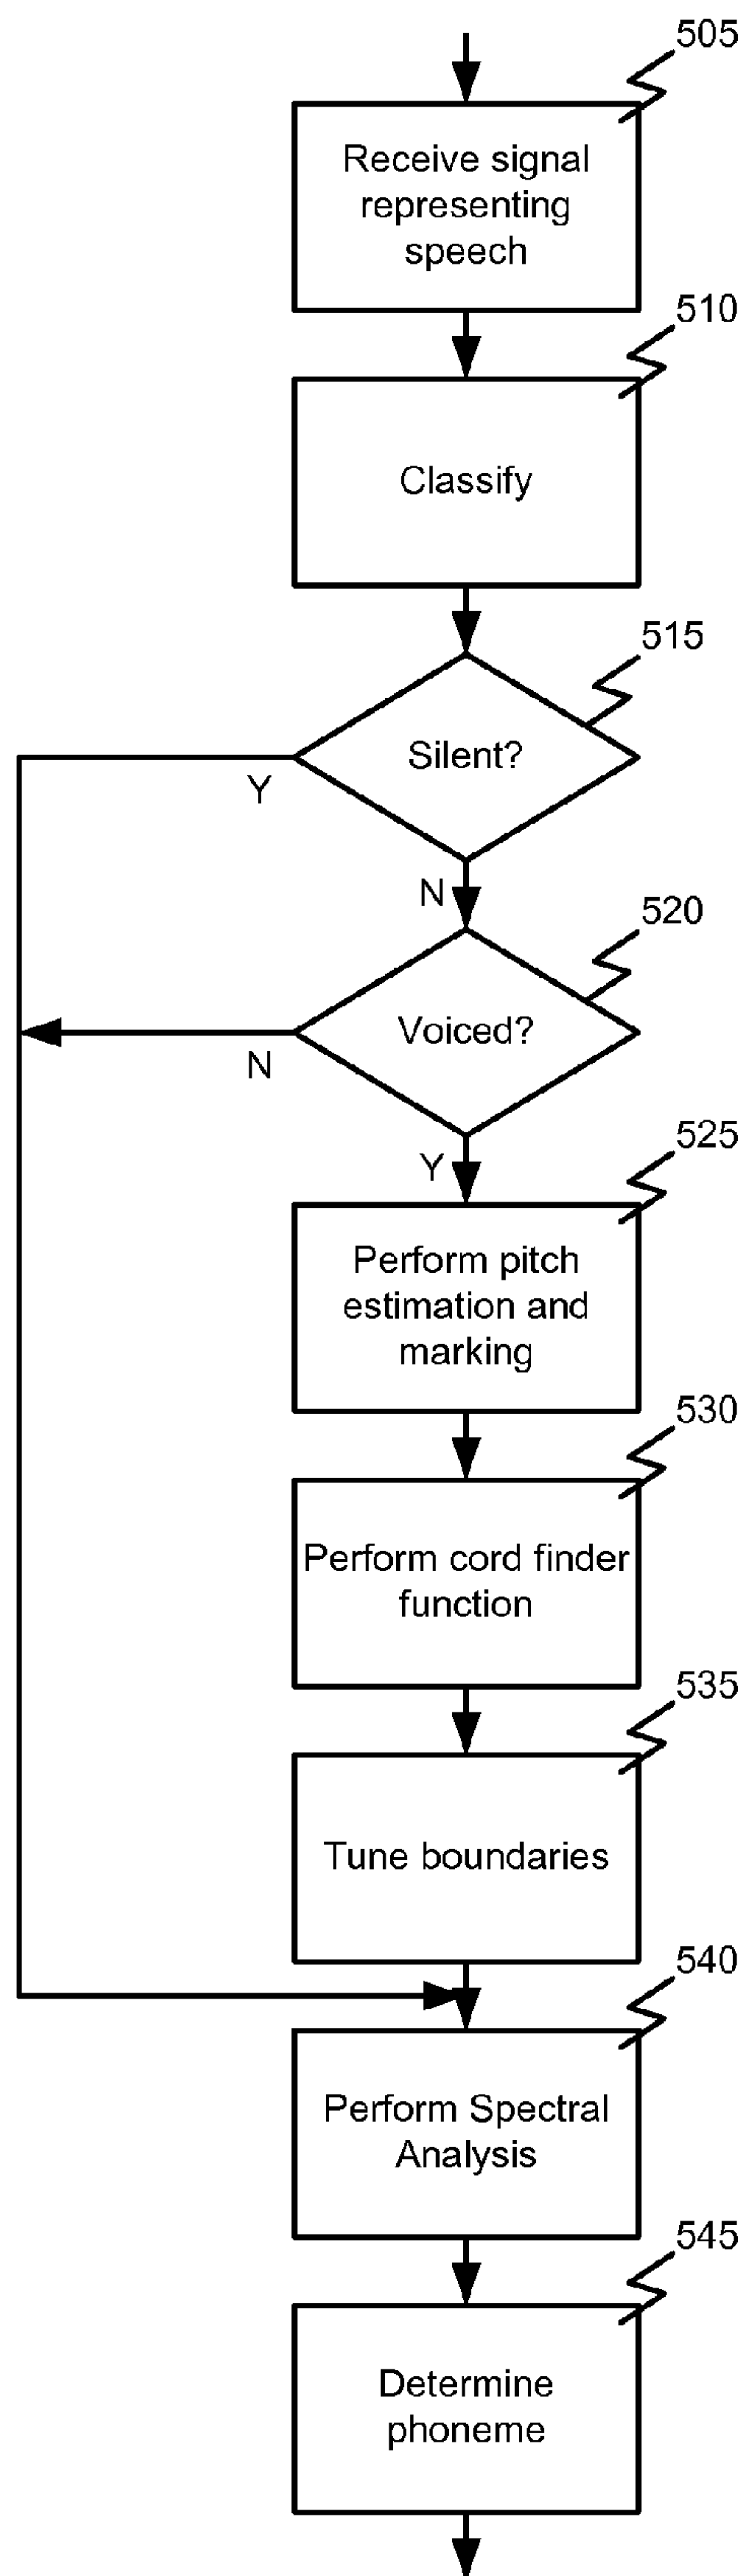 505
Receive signal
representing
speech
510
Classify
515
Silent?
Y
N
520
Voiced?
N
Y
525
Perform pitch
estimation and
marking
530
Perform cord finder
function
535
Tune boundaries
540
Perform Spectral
Analysis
545
Determine
phoneme